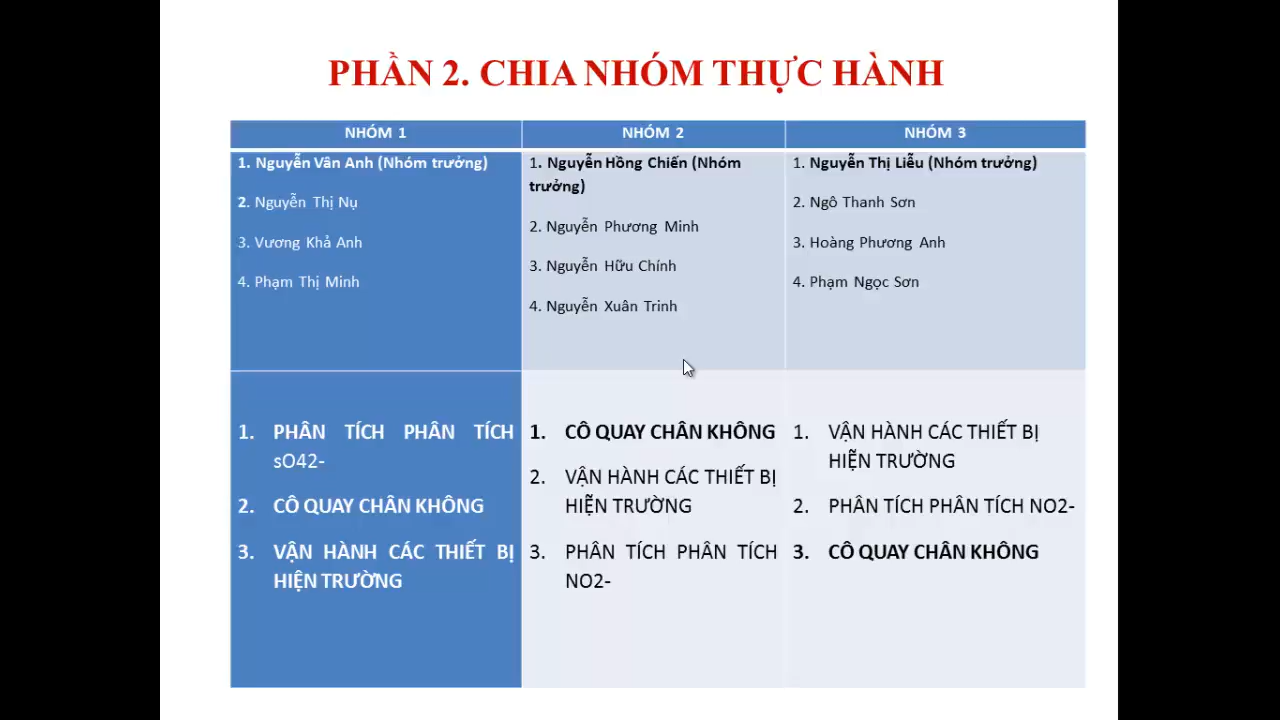 PHẦN 2. CHIA NHÓM THỰC HÀNH
NHÓM 1
NHÓM 2
NHÓM 3
1. Nguyễn Vân Anh (Nhóm trưởng)
2. Nguyễn Thị Nụ
3. Vương Khả Anh
4. Phạm Thị Minh
1. Nguyễn Hồng Chiến (Nhóm
trưởng)
2. Nguyễn Phương Minh
3. Nguyễn Hữu Chính
4. Nguyễn Xuân Trinh
1. Nguyễn Thị Liễu (Nhóm trưởng)
2. Ngô Thanh Sơn
3. Hoàng Phương Anh
4. Phạm Ngọc Sơn
1. PHÂN TÍCH PHÂN TÍCH
sO42-
2. CÔ QUAY CHÂN KHÔNG
3. VẬN HÀNH CÁC THIẾT BỊ
HIỆN TRƯỜNG
1. CÔ QUAY CHÂN KHÔNG
2. VẬN HÀNH CÁC THIẾT BỊ
HIỆN TRƯỜNG
3. PHÂN TÍCH PHÂN TÍCH
NO2-
1. VẬN HÀNH CÁC THIẾT BỊ
HIỆN TRƯỜNG
2. PHÂN TÍCH PHÂN TÍCH NO2-
3. CÔ QUAY CHÂN KHÔNG